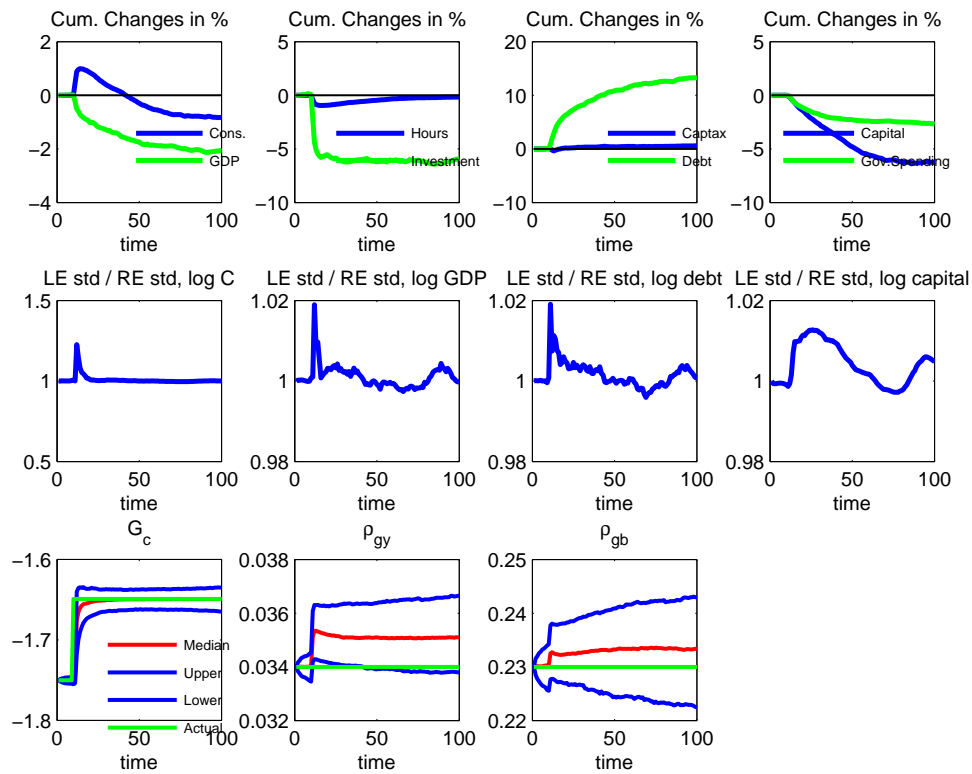 Cum. Changes in % Cum. Changes in % Cum. Changes in % Cum. Changes in %
2 5 20 5
0 Cons. 0 Hours 10 Captax 0 Capital
−2 GDP −5 Investment 0 Debt −5 Gov.Spending
−4 −10 −10 −10
0 50 100 0 50 100 0 50 100 0 50 100
time time time time
LE std / RE std, log C LE std / RE std, log GDP LE std / RE std, log debt LE std / RE std, log capital
1.5 1.02 1.02 1.02
1 1 1 1
0.5 0.98 0.98 0.98
0 50 100 0 50 100 0 50 100 0 50 100
time time time time
G_c ρ_gy ρ_gb
−1.6 0.038 0.25
0.036 0.24
−1.7 Median
Upper 0.034 0.23
Lower
−1.8 Actual 0.032 0.22
0 50 100 0 50 100 0 50 100
time time time